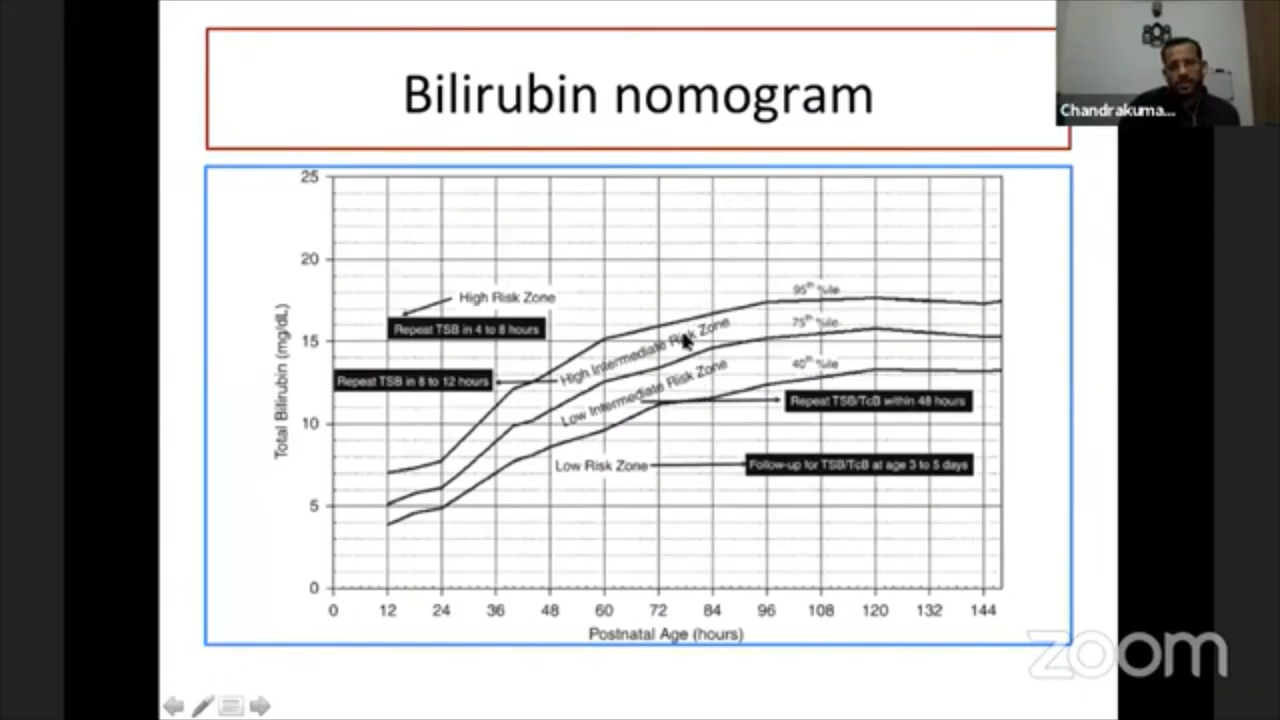 Bilirubin nomogram
Chandrakuma...
25
20
15
10
5
0
Total Bilirubin (mg/dL)
High Risk Zone
Repeat TSB in 4 to 8 hours
95th %ile
75th %ile
High Intermediate Risk Zone
Repeat TSB in 8 to 12 hours
40th %ile
Low Intermediate Risk Zone
Repeat TSB/TcB within 48 hours
Low Risk Zone
Follow-up for TSB/TcB at age 3 to 5 days
0 12 24 36 48 60 72 84 96 108 120 132 144
Postnatal Age (hours)
zoom